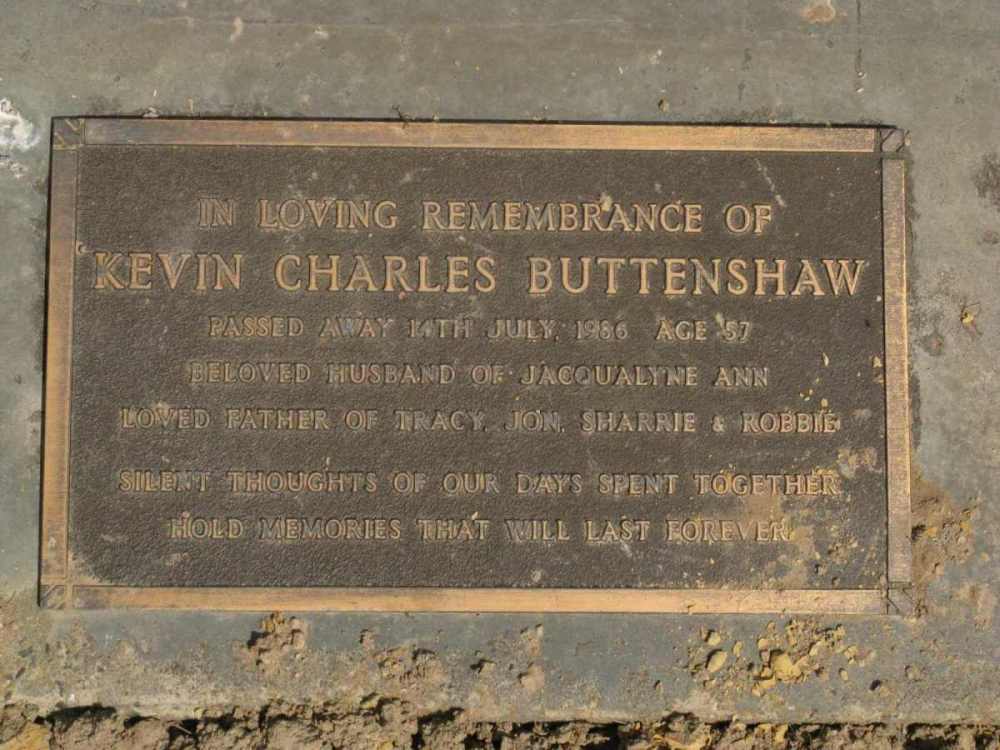 IN LOVING REMEMBRANCE OF
KEVIN CHARLES BUTTENSHAW
PASSED AWAY 14TH JULY, 1986 AGE 57
BELOVED HUSBAND OF JACQUALYNE ANN
LOVED FATHER OF TRACY, JON, SHARRIE & ROBBIE
SILENT THOUGHTS OF OUR DAYS SPENT TOGETHER
HOLD MEMORIES THAT WILL LAST FOREVER